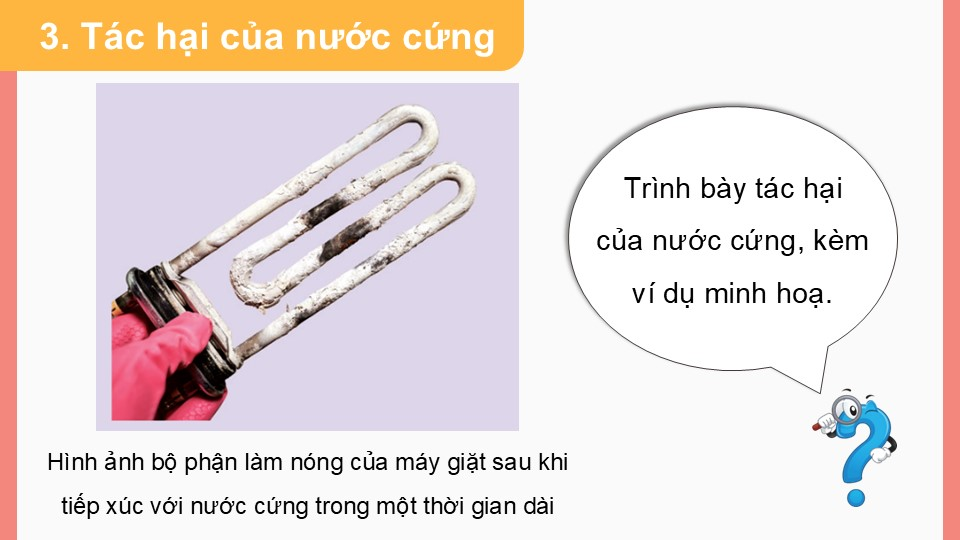 3. Tác hại của nước cứng
Trình bày tác hại
của nước cứng, kèm
ví dụ minh hoạ.
Hình ảnh bộ phận làm nóng của máy giặt sau khi
tiếp xúc với nước cứng trong một thời gian dài